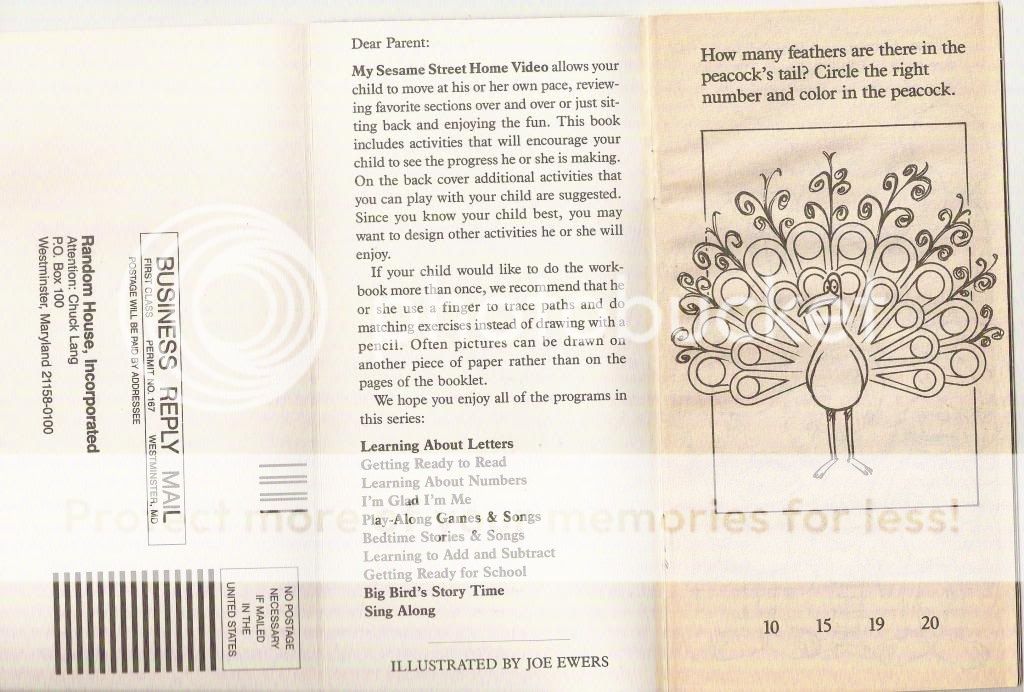 Random House, Incorporated
Attention: Chuck Lang
P.O. Box 100
Westminster, Maryland 21158-0100
BUSINESS REPLY MAIL
FIRST CLASS PERMIT NO. 167 WESTMINSTER, MD
POSTAGE WILL BE PAID BY ADDRESSEE
NO POSTAGE
NECESSARY
IF MAILED
IN THE
UNITED STATES
Dear Parent:
My Sesame Street Home Video allows your
child to move at his or her own pace, review-
ing favorite sections over and over or just sit-
ting back and enjoying the fun. This book
includes activities that will encourage your
child to see the progress he or she is making.
On the back cover additional activities that
you can play with your child are suggested.
Since you know your child best, you may
want to design other activities he or she will
enjoy.
If your child would like to do the work-
book more than once, we recommend that he
or she use a finger to trace paths and do
matching exercises instead of drawing with a
pencil. Often pictures can be drawn on
another piece of paper rather than on the
pages of the booklet.
We hope you enjoy all of the programs in
this series:
Learning About Letters
Getting Ready to Read
Learning About Numbers
I'm Glad I'm Me
Play-Along Games & Songs
Bedtime Stories & Songs
Learning to Add and Subtract
Getting Ready for School
Big Bird's Story Time
Sing Along
ILLUSTRATED BY JOE EWERS
How many feathers are there in the
peacock's tail? Circle the right
number and color in the peacock.
10 15 19 20
Protect more of your memories for less!